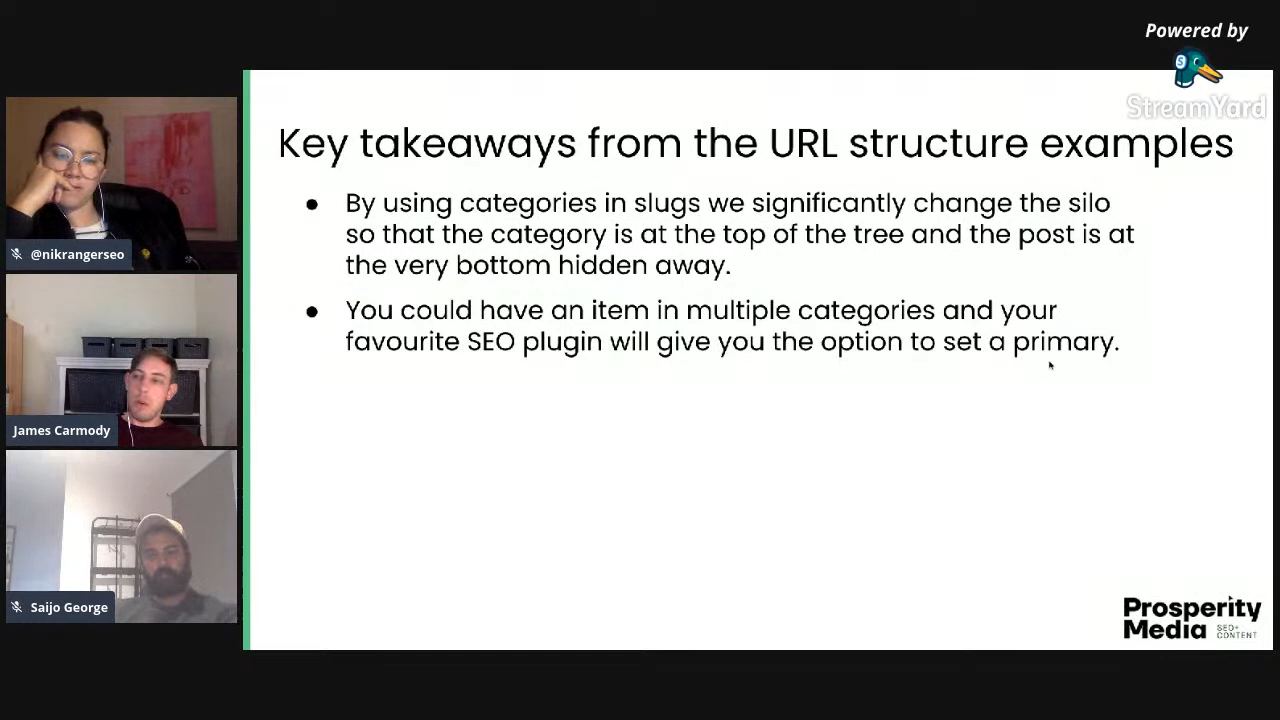 Powered by
StreamYard
Key takeaways from the URL structure examples
● By using categories in slugs we significantly change the silo
so that the category is at the top of the tree and the post is at
the very bottom hidden away.
● You could have an item in multiple categories and your
favourite SEO plugin will give you the option to set a primary.
@nikrangerseo
James Carmody
Saijo George
Prosperity
Media SEO+
CONTENT